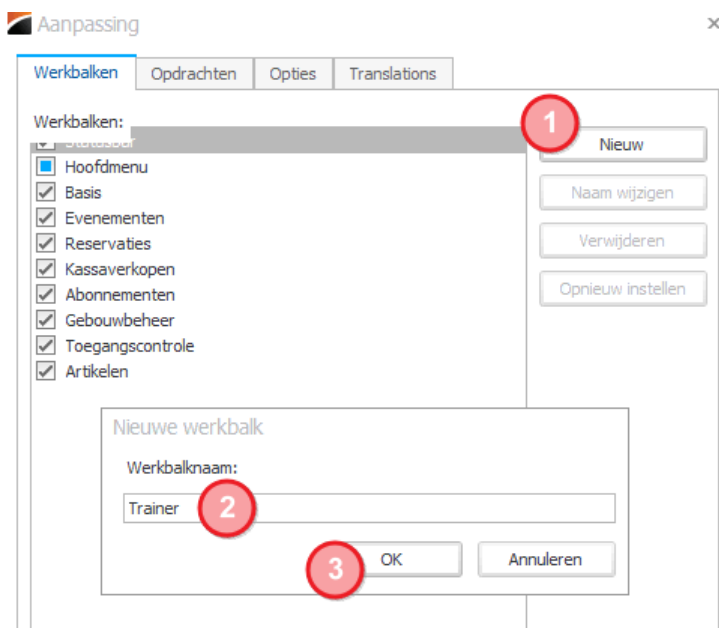 Aanpassing
Werkbalken Opdrachten Opties Translations
Werkbalken:
1
Nieuw
Statusbar
Hoofdmenu
Naam wijzigen
Basis
Evenementen
Verwijderen
Reservaties
Kassaverkopen
Opnieuw instellen
Abonnementen
Gebouwbeheer
Toegangscontrole
Artikelen
Nieuwe werkbalk
Werkbalknaam:
Trainer 2
3 OK Annuleren